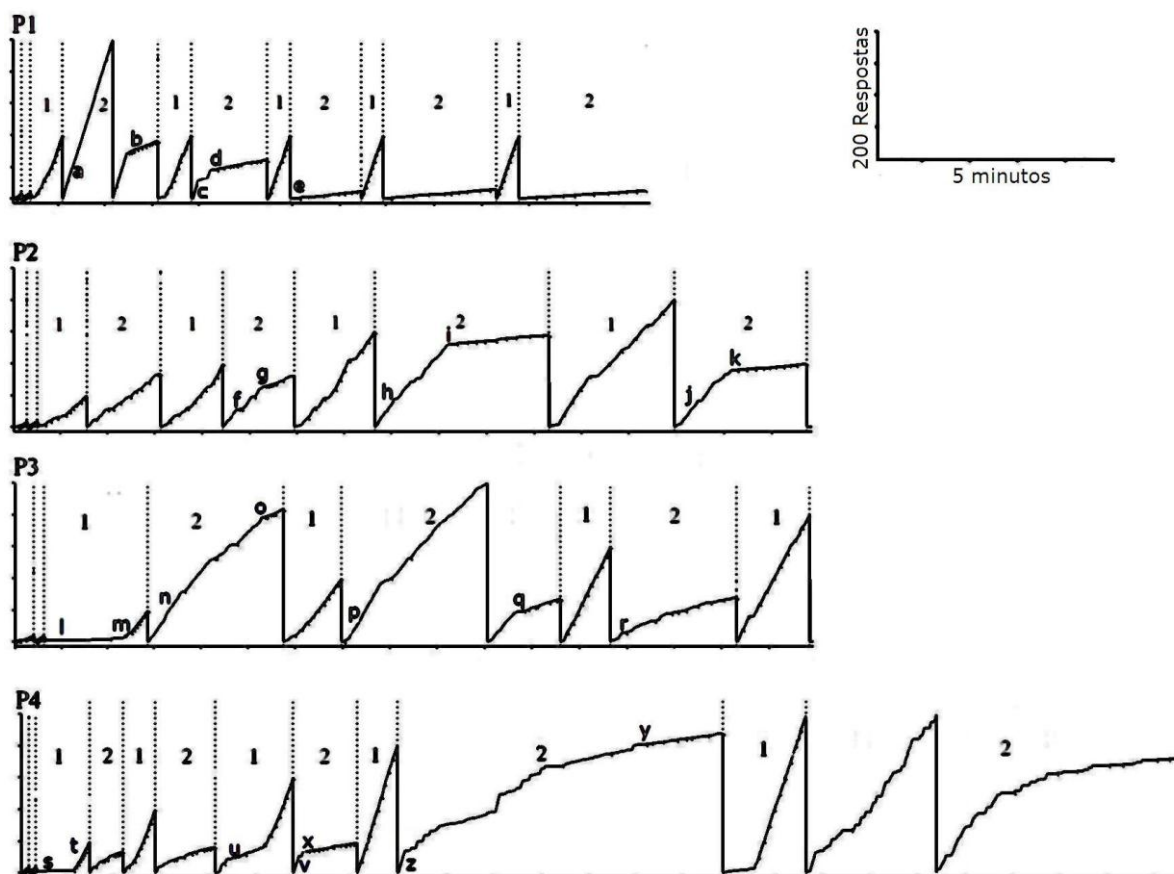 P1
1 2 1 2 1 2 1 2 1 2
a b c d e
200 Respostas
5 minutos
P2
1 2 1 2 1 2 1 2
f g h i j k
P3
1 2 1 2 1 2 1
l m n o p q r
P4
1 2 1 2 1 2 1 2 1 2
s t u v x z y